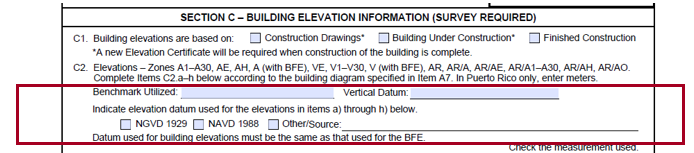 SECTION C – BUILDING ELEVATION INFORMATION (SURVEY REQUIRED)
C1. Building elevations are based on: Construction Drawings* Building Under Construction* Finished Construction
*A new Elevation Certificate will be required when construction of the building is complete.
C2. Elevations – Zones A1–A30, AE, AH, A (with BFE), VE, V1–V30, V (with BFE), AR, AR/A, AR/AE, AR/A1–A30, AR/AH, AR/AO.
Complete Items C2.a–h below according to the building diagram specified in Item A7. In Puerto Rico only, enter meters.
Benchmark Utilized: Vertical Datum:
Indicate elevation datum used for the elevations in items a) through h) below.
NGVD 1929 NAVD 1988 Other/Source:
Datum used for building elevations must be the same as that used for the BFE.
Check the measurement used.